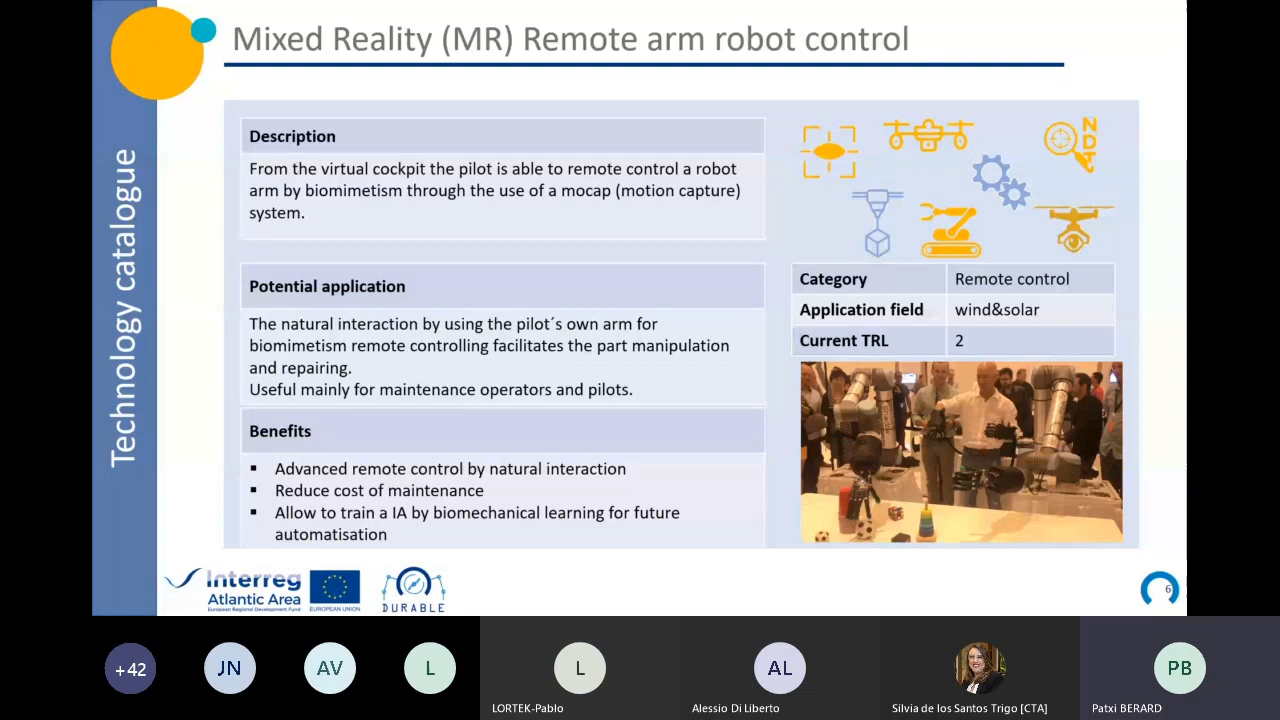 Mixed Reality (MR) Remote arm robot control
Technology catalogue
Description
From the virtual cockpit the pilot is able to remote control a robot
arm by biomimetism through the use of a mocap (motion capture)
system.
Potential application
The natural interaction by using the pilot´s own arm for
biomimetism remote controlling facilitates the part manipulation
and repairing.
Useful mainly for maintenance operators and pilots.
Benefits
▪ Advanced remote control by natural interaction
▪ Reduce cost of maintenance
▪ Allow to train a IA by biomechanical learning for future
automatisation
NDT
Category Remote control
Application field wind&solar
Current TRL 2
Interreg
Atlantic Area
European Regional Development Fund
EUROPEAN UNION
DURABLE
6
+42
JN
AV
L
L
LORTEK-Pablo
AL
Alessio Di Liberto
Silvia de los Santos Trigo [CTA]
PB
Patxi BERARD